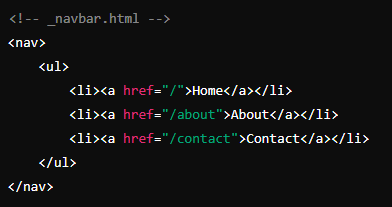 <!-- _navbar.html -->
<nav>
    <ul>
        <li><a href="/">Home</a></li>
        <li><a href="/about">About</a></li>
        <li><a href="/contact">Contact</a></li>
    </ul>
</nav>